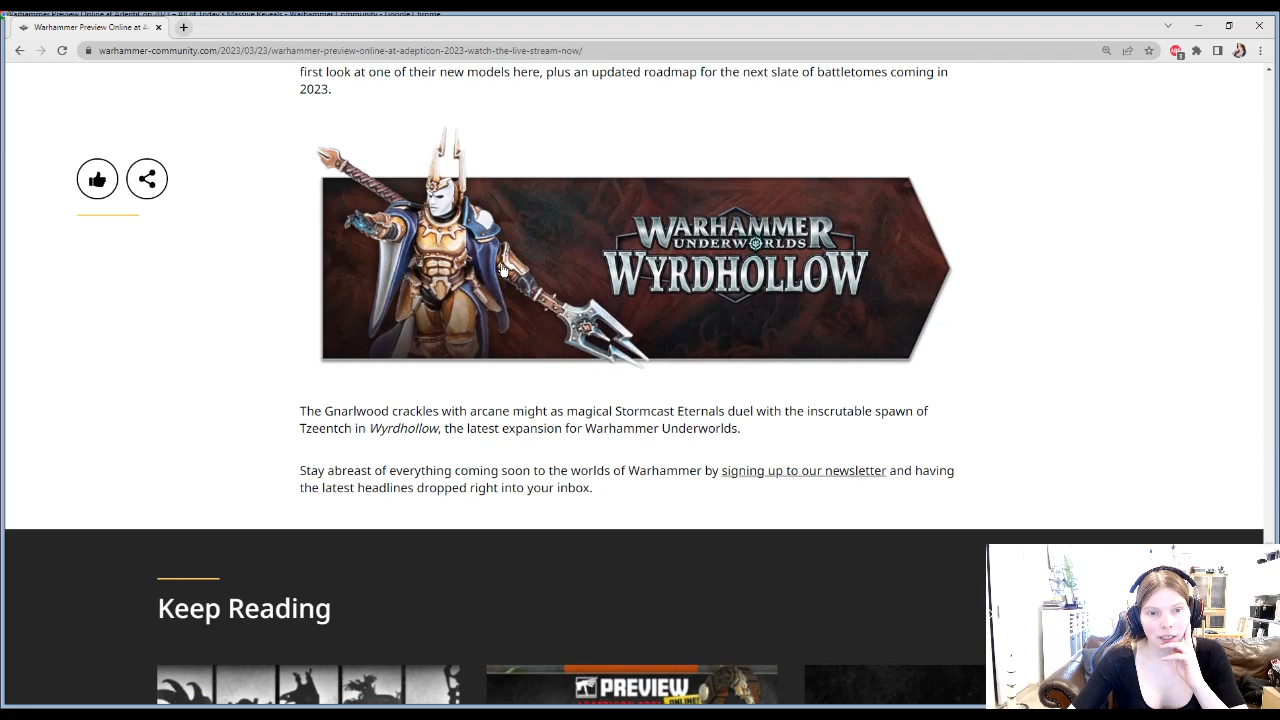 Warhammer Preview Online at AdeptiCon 2023 – All of Today's Massive Reveals - Warhammer Community - Google Chrome
Warhammer Preview Online at A
warhammer-community.com/2023/03/23/warhammer-preview-online-at-adepticon-2023-watch-the-live-stream-now/
3
first look at one of their new models here, plus an updated roadmap for the next slate of battletomes coming in
2023.
WARHAMMER
UNDERWORLDS
WYRDHOLLOW
The Gnarlwood crackles with arcane might as magical Stormcast Eternals duel with the inscrutable spawn of
Tzeentch in Wyrdhollow, the latest expansion for Warhammer Underworlds.
Stay abreast of everything coming soon to the worlds of Warhammer by signing up to our newsletter and having
the latest headlines dropped right into your inbox.
Keep Reading
PREVIEW
ONLINE!